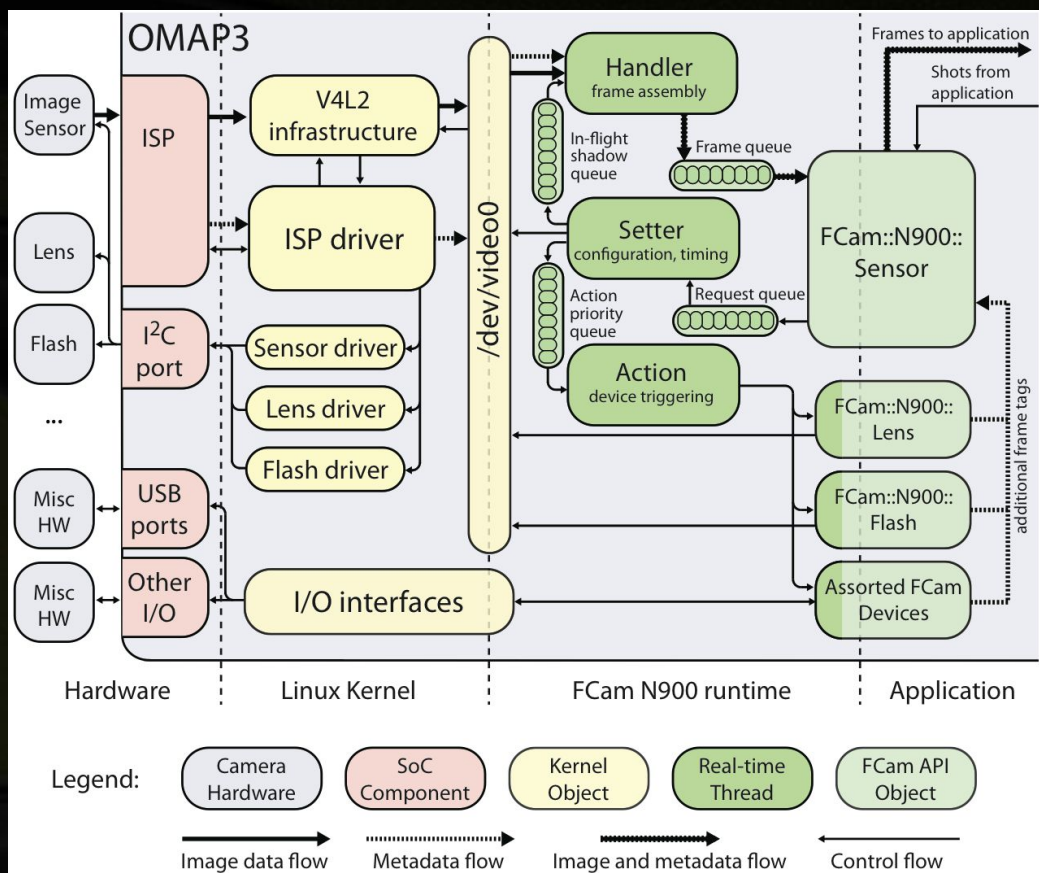 OMAP3
Image
Sensor
Lens
Flash
...
Misc
HW
Misc
HW
ISP
I²C
port
USB
ports
Other
I/O
V4L2
infrastructure
ISP driver
Sensor driver
Lens driver
Flash driver
I/O interfaces
/dev/video0
Handler
frame assembly
In-flight
shadow
queue
Frame queue
Setter
configuration, timing
Action
priority
queue
Request queue
Action
device triggering
Frames to application
Shots from
application
FCam::N900::
Sensor
FCam::N900::
Lens
FCam::N900::
Flash
Assorted FCam
Devices
additional frame tags
Hardware
Linux Kernel
FCam N900 runtime
Application
Legend:
Camera
Hardware
SoC
Component
Kernel
Object
Real-time
Thread
FCam API
Object
Image data flow
Metadata flow
Image and metadata flow
Control flow